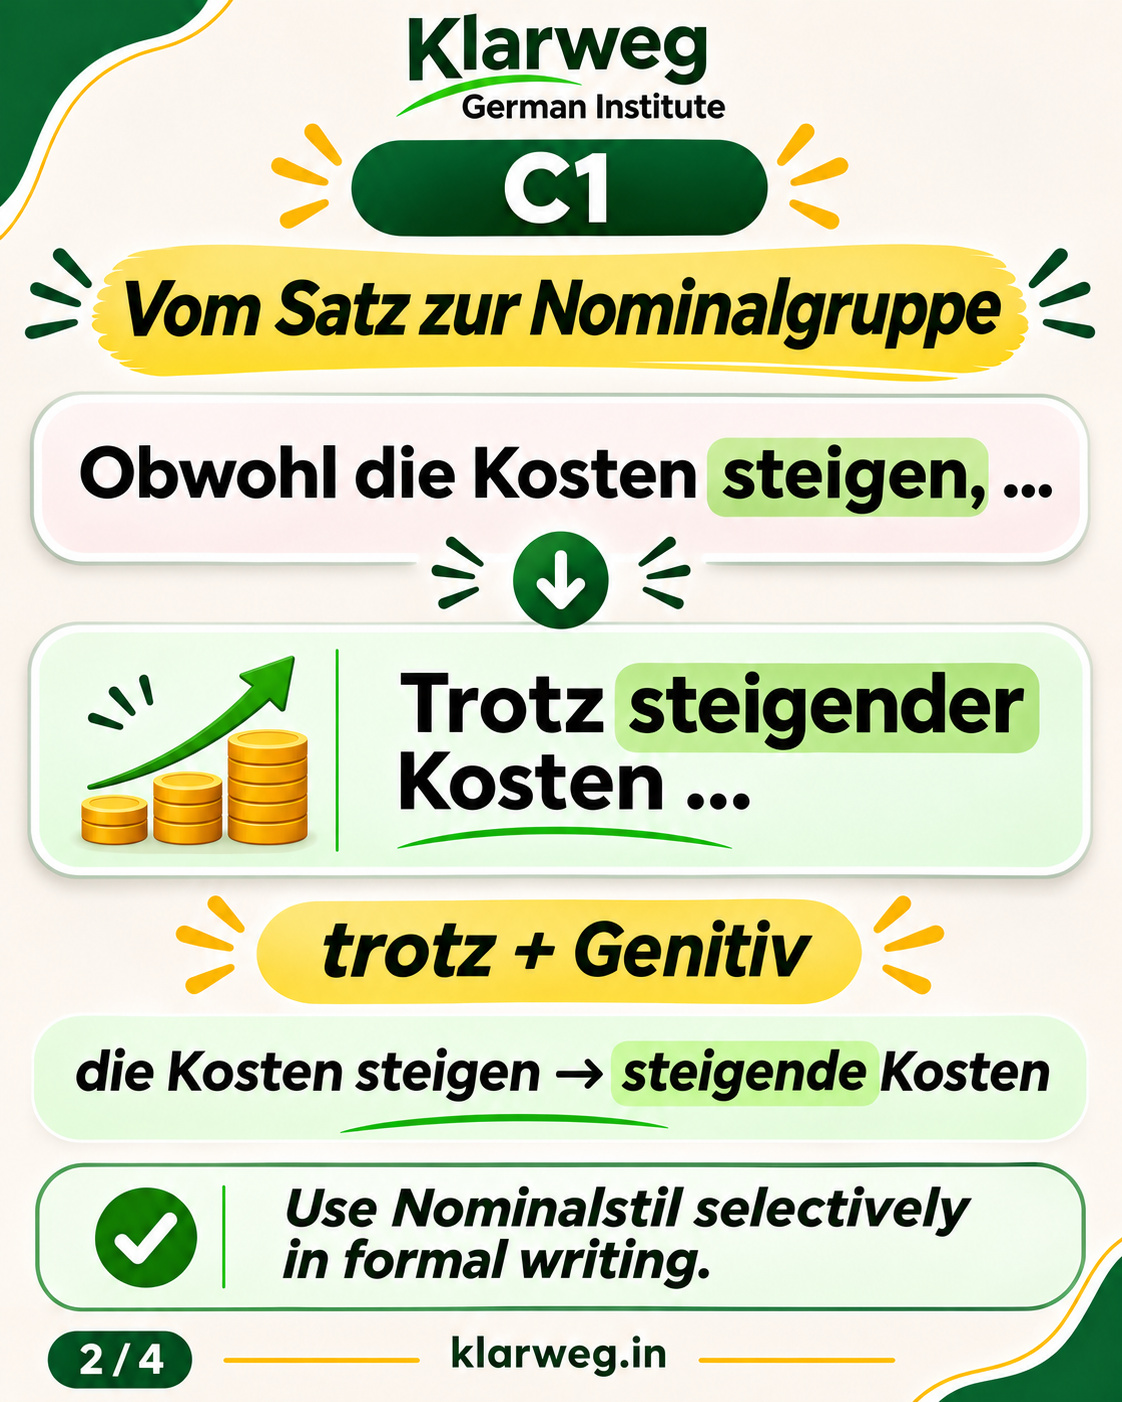 Klarweg
German Institute
C1
Vom Satz zur Nominalgruppe
Obwohl die Kosten steigen, ...
Trotz steigender
Kosten ...
trotz + Genitiv
die Kosten steigen → steigende Kosten
Use Nominalstil selectively
in formal writing.
2 / 4
klarweg.in